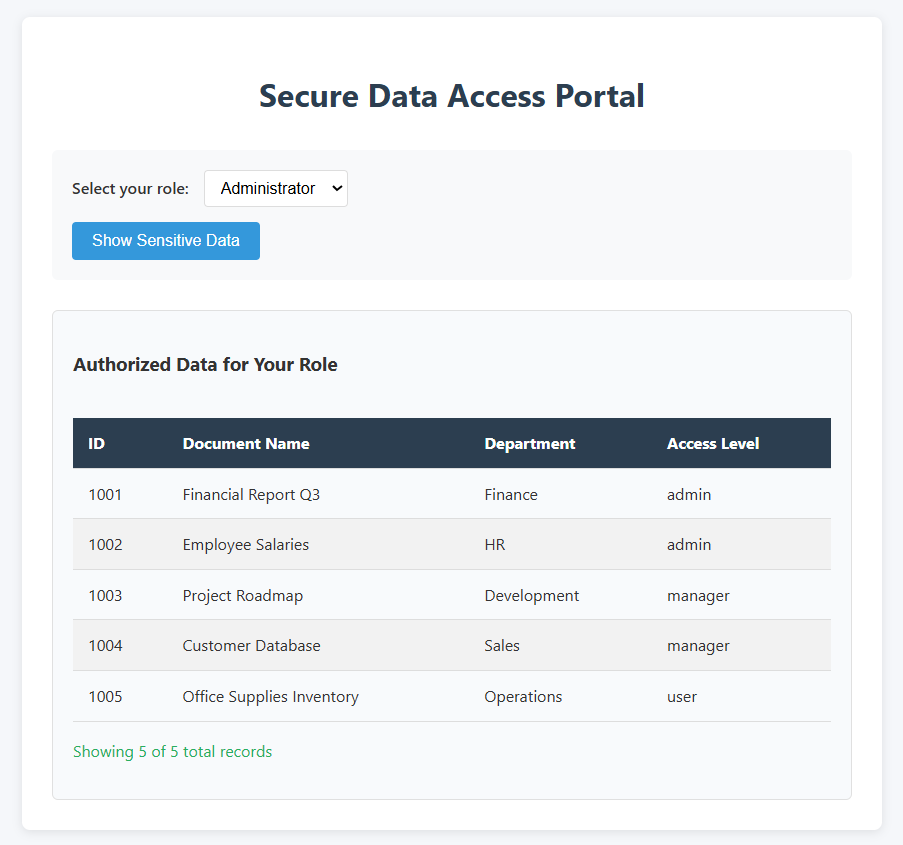 Secure Data Access Portal
Select your role: Administrator
Show Sensitive Data
Authorized Data for Your Role
ID Document Name Department Access Level
1001 Financial Report Q3 Finance admin
1002 Employee Salaries HR admin
1003 Project Roadmap Development manager
1004 Customer Database Sales manager
1005 Office Supplies Inventory Operations user
Showing 5 of 5 total records